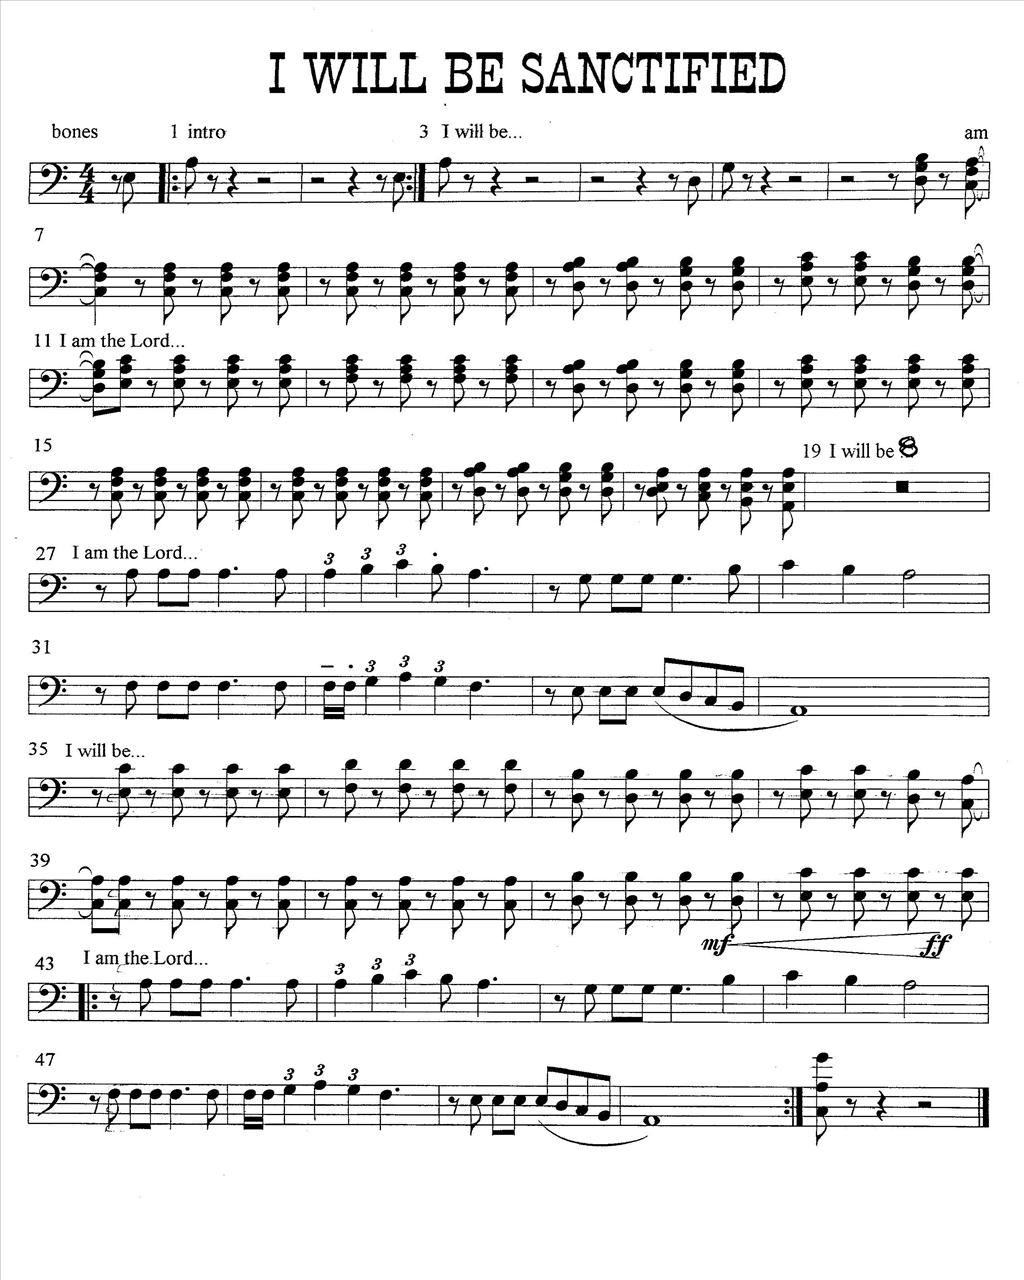 I WILL BE SANCTIFIED
bones 1 intro 3 I will be... am
4
4
7
11 I am the Lord...
15 19 I will be 8
27 I am the Lord...
3 3 3
31
3 3 3
35 I will be...
39
mf ff
43 I am the Lord...
3 3 3
47
3 3 3